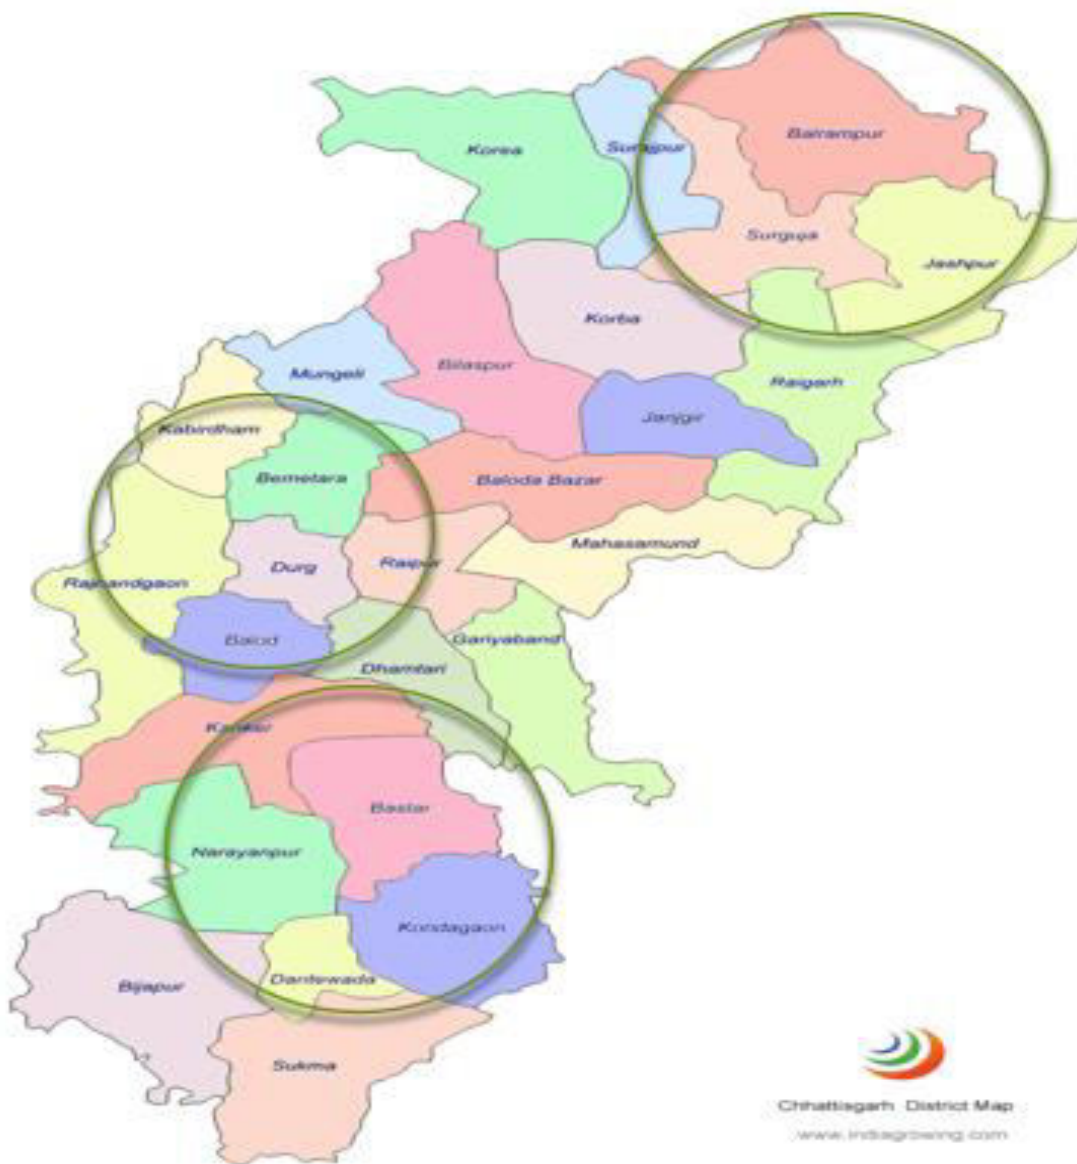 Balrampur
Korea
Surajpur
Surguja
Jashpur
Korba
Bilaspur
Mungeli
Raigarh
Janjgir
Kabirdham
Bemetara
Baloda Bazar
Mahasamund
Raipur
Durg
Rajnandgaon
Balod
Gariyaband
Dhamtari
Kanker
Bastar
Narayanpur
Kondagaon
Dantewada
Bijapur
Sukma
Chhattisgarh District Map
www.indiagrowing.com